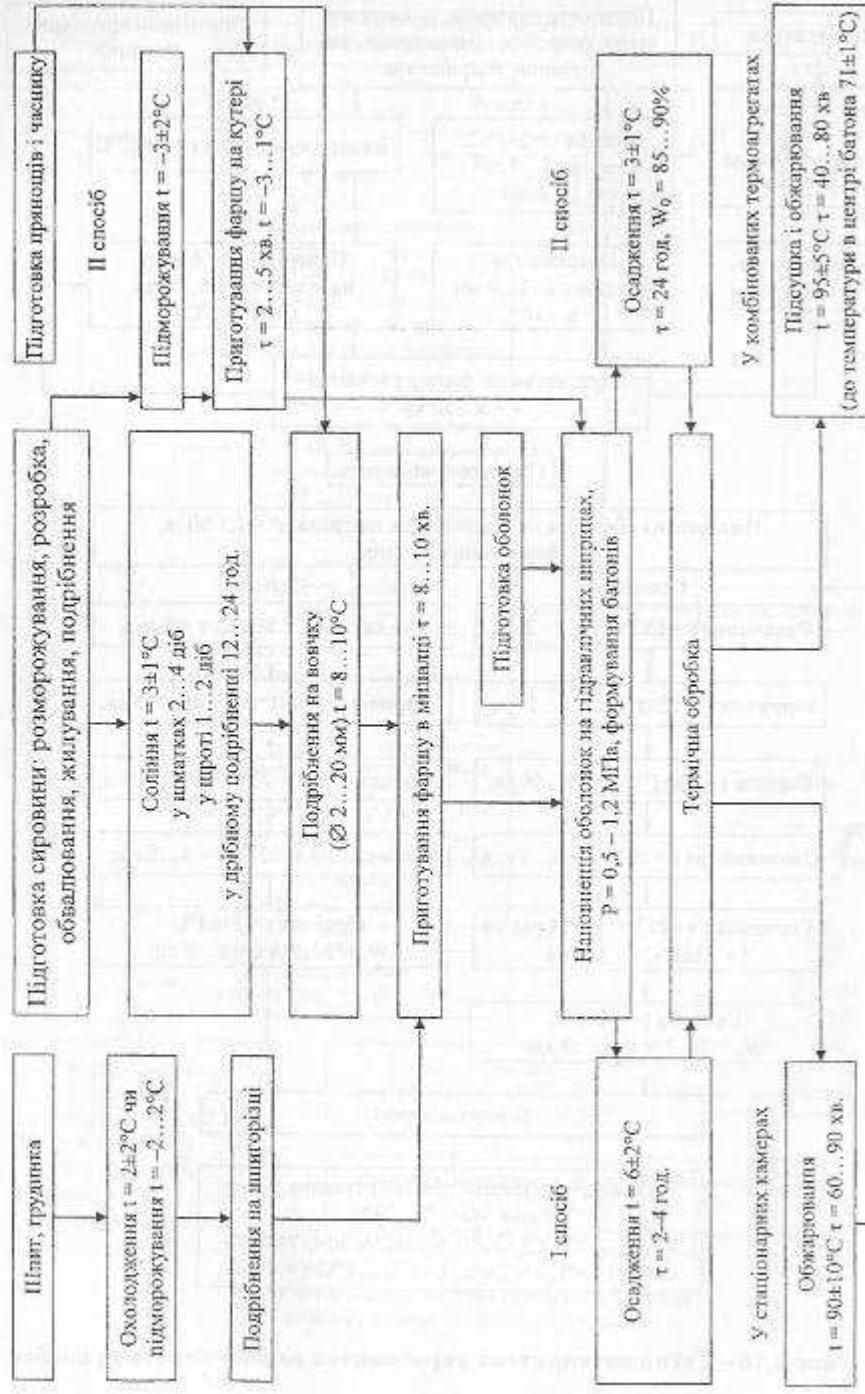 Шпиг, грудинка
Охолодження t = 2±2°C чи
підморожування t = –2…2°C
Подрібнення на шпигорізці
Підготовка сировини: розморожування, розробка,
обвалювання, жилування, подрібнення
Соління t = 3±1°C
у шматках 2…4 діб
у шроті 1…2 діб
у дрібному подрібненні 12…24 год.
Подрібнення на вовчку
(Ø 2…20 мм) t = 8…10°C
Приготування фаршу в мішалці τ = 8…10 хв.
Підготовка прянощів і часнику
II спосіб
Підморожування t = –3±2°C
Приготування фаршу на кутері
τ = 2…5 хв. t = –3…1°C
Підготовка оболонок
Наповнення оболонок на гідравлічних шприцах,
P = 0,5 – 1,2 МПа, формування батонів
I спосіб
Осадження t = 6±2°C
τ = 2–4 год.
II спосіб
Осадження t = 3±1°C
τ = 24 год, W₀ = 85…90%
Термічна обробка
У стаціонарних камерах
Обжарювання
t = 90±10°C τ = 60…90 хв.
У комбінованих термоагрегатах
Підсушка і обжарювання
t = 95±5°C τ = 40…80 хв
(до температури в центрі батона 71±1°C)